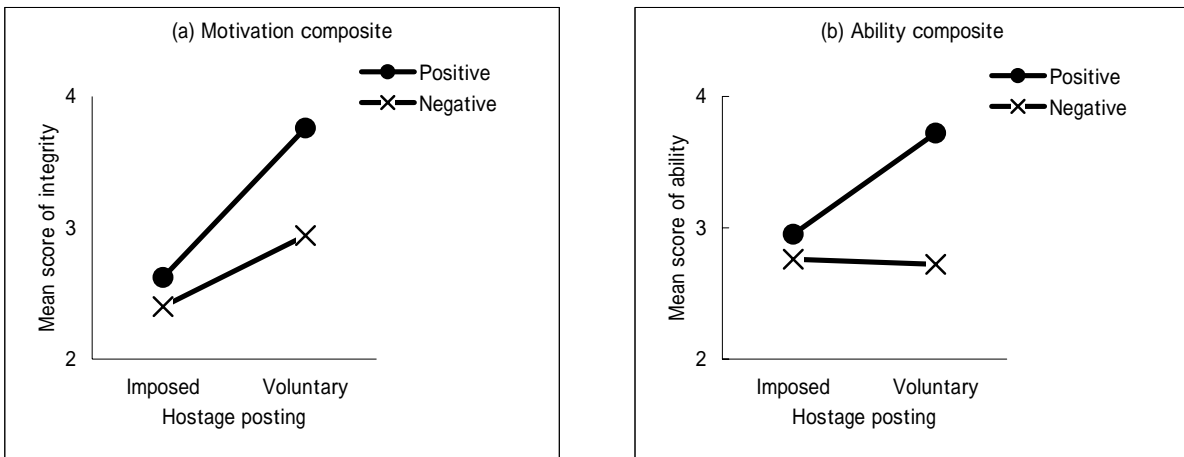 (a) Motivation composite
Positive
Negative
4
3
2
Mean score of integrity
Imposed Voluntary
Hostage posting
(b) Ability composite
Positive
Negative
4
3
2
Mean score of ability
Imposed Voluntary
Hostage posting